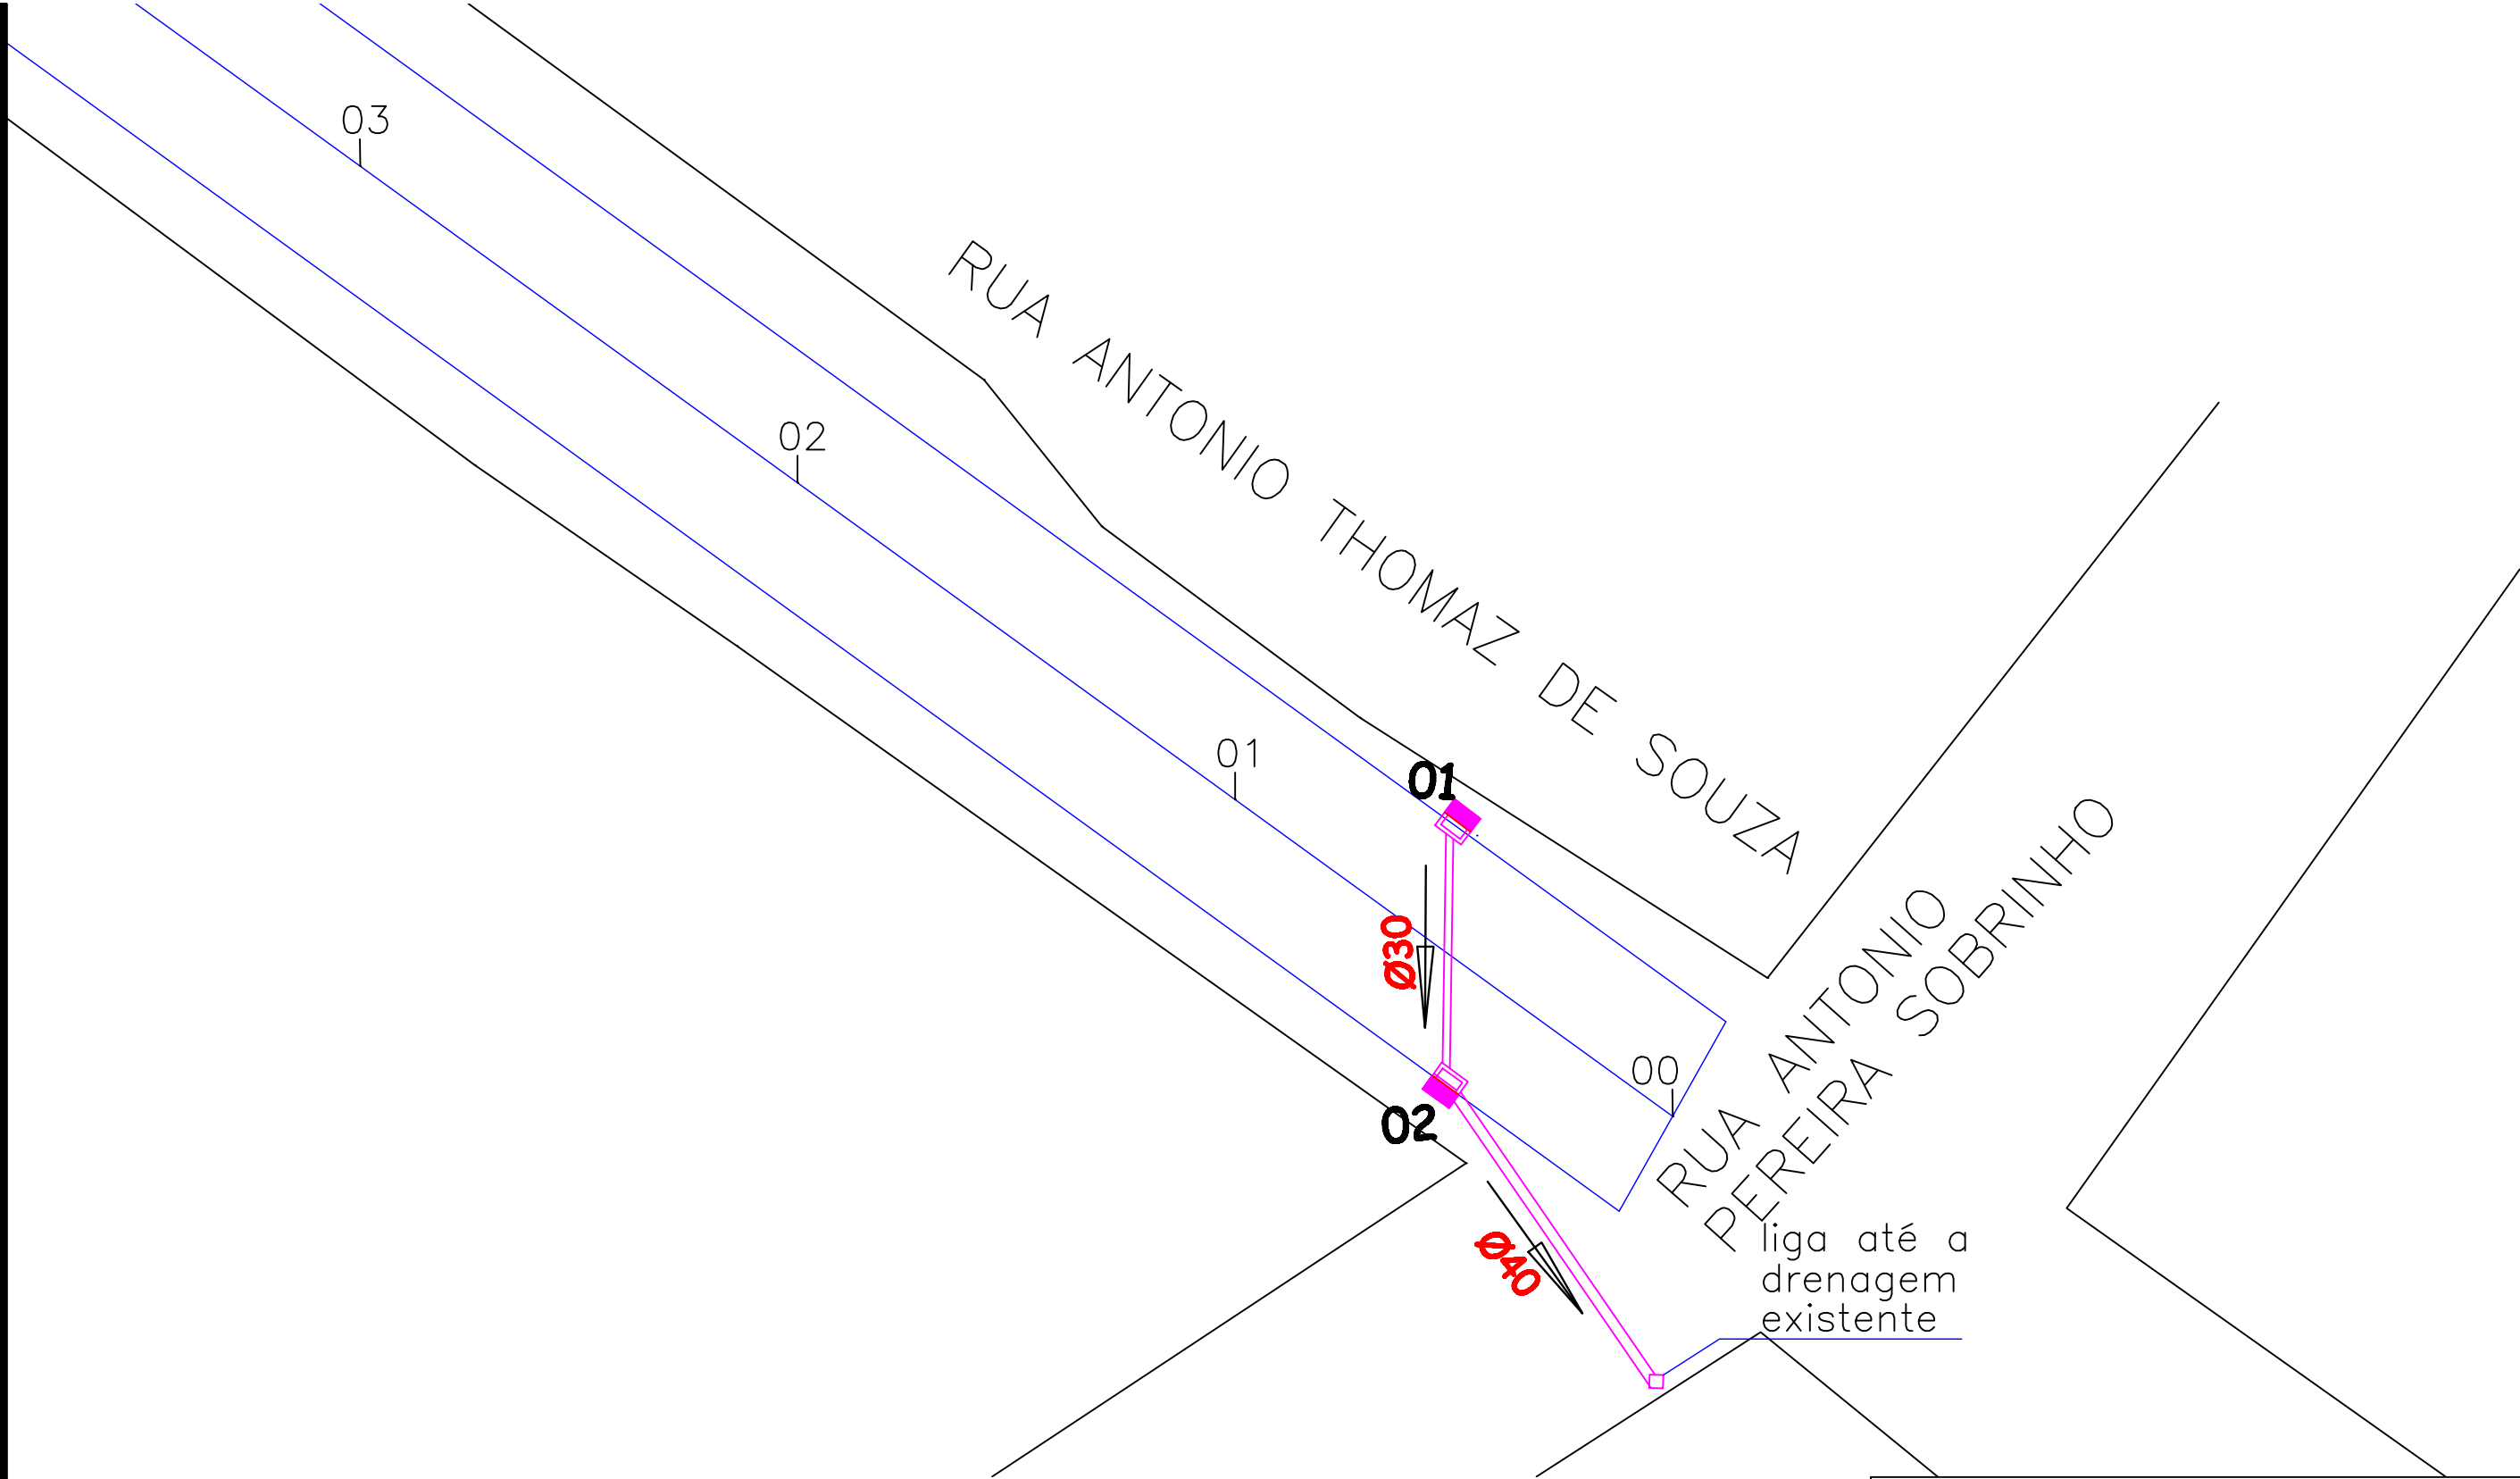 03
02
RUA ANTONIO THOMAZ DE SOUZA
01
01
Ø30
00
02
RUA ANTONIO
PEREIRA SOBRINHO
Ø40
liga até a
drenagem
existente